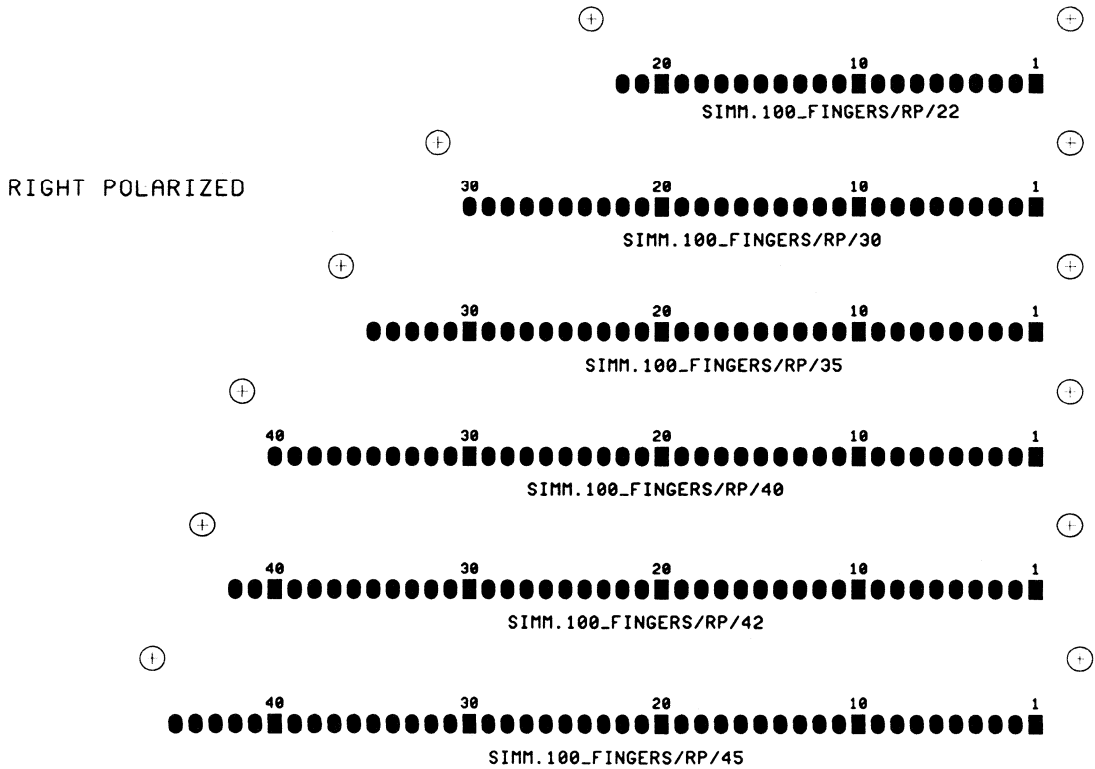 20 10 1
SIMM.100_FINGERS/RP/22
RIGHT POLARIZED
30 20 10 1
SIMM.100_FINGERS/RP/30
30 20 10 1
SIMM.100_FINGERS/RP/35
40 30 20 10 1
SIMM.100_FINGERS/RP/40
40 30 20 10 1
SIMM.100_FINGERS/RP/42
40 30 20 10 1
SIMM.100_FINGERS/RP/45